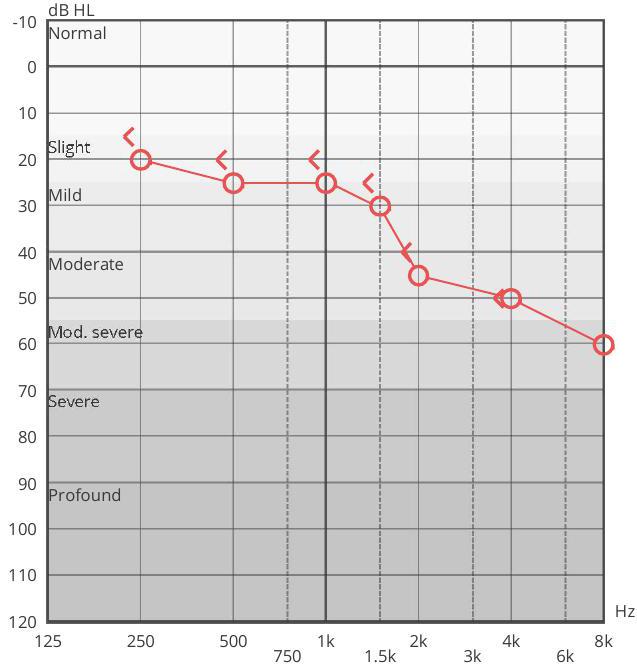 dB HL
-10
Normal
0
10
Slight
20
Mild
30
40
Moderate
50
Mod. severe
60
70
Severe
80
90
Profound
100
110
120
Hz
125 250 500 1k 2k 4k 8k
750 1.5k 3k 6k